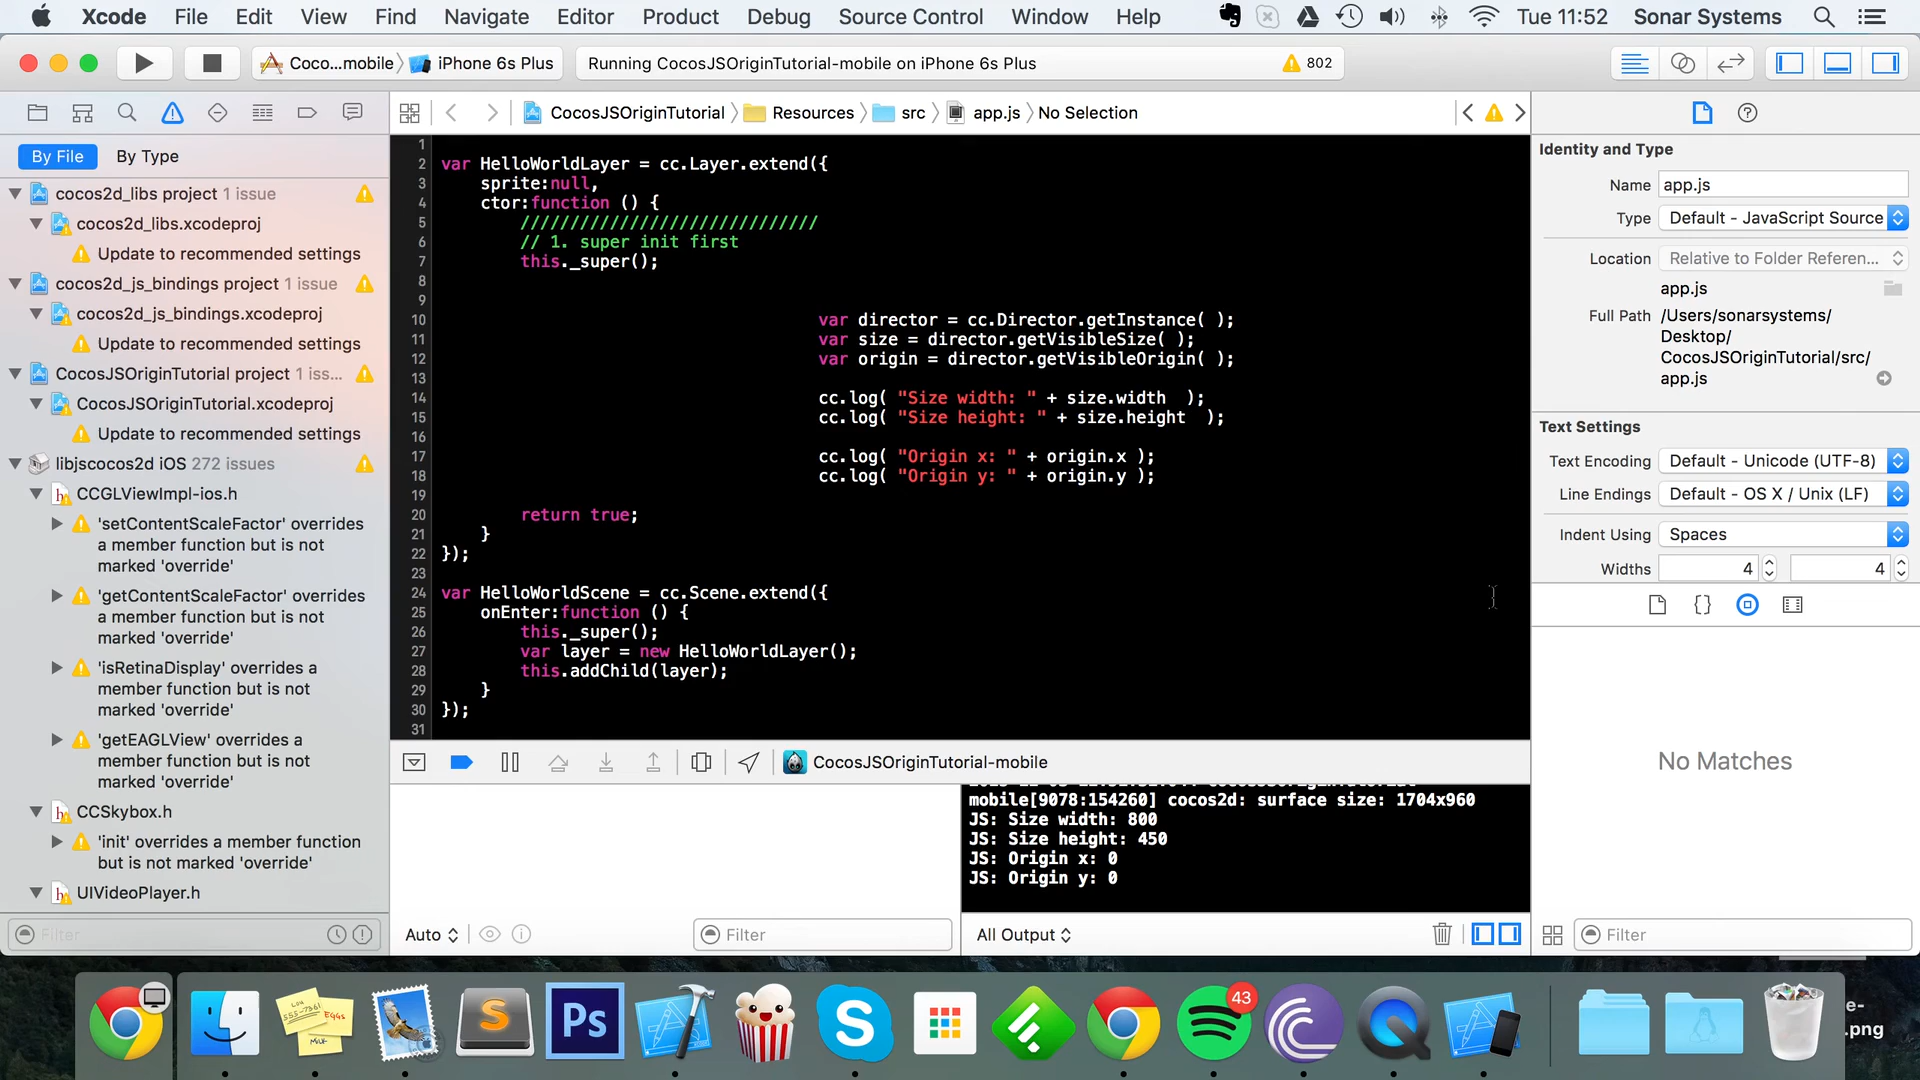 Xcode File Edit View Find Navigate Editor Product Debug Source Control Window Help Tue 11:52 Sonar Systems
Coco...mobile iPhone 6s Plus Running CocosJSOriginTutorial-mobile on iPhone 6s Plus 802
CocosJSOriginTutorial Resources src app.js No Selection
By File By Type
cocos2d_libs project 1 issue
cocos2d_libs.xcodeproj
Update to recommended settings
cocos2d_js_bindings project 1 issue
cocos2d_js_bindings.xcodeproj
Update to recommended settings
CocosJSOriginTutorial project 1 iss...
CocosJSOriginTutorial.xcodeproj
Update to recommended settings
libjscocos2d iOS 272 issues
CCGLViewImpl-ios.h
'setContentScaleFactor' overrides
a member function but is not
marked 'override'
'getContentScaleFactor' overrides
a member function but is not
marked 'override'
'isRetinaDisplay' overrides a
member function but is not
marked 'override'
'getEAGLView' overrides a
member function but is not
marked 'override'
CCSkybox.h
'init' overrides a member function
but is not marked 'override'
UIVideoPlayer.h
Filter
1
2 var HelloWorldLayer = cc.Layer.extend({
3 sprite:null,
4 ctor:function () {
5 //////////////////////////////
6 // 1. super init first
7 this._super();
8
9
10 var director = cc.Director.getInstance( );
11 var size = director.getVisibleSize( );
12 var origin = director.getVisibleOrigin( );
13
14 cc.log( "Size width: " + size.width  );
15 cc.log( "Size height: " + size.height  );
16
17 cc.log( "Origin x: " + origin.x );
18 cc.log( "Origin y: " + origin.y );
19
20 return true;
21 }
22 });
23
24 var HelloWorldScene = cc.Scene.extend({
25 onEnter:function () {
26 this._super();
27 var layer = new HelloWorldLayer();
28 this.addChild(layer);
29 }
30 });
31
CocosJSOriginTutorial-mobile
mobile[9078:154260] cocos2d: surface size: 1704x960
JS: Size width: 800
JS: Size height: 450
JS: Origin x: 0
JS: Origin y: 0
Auto Filter All Output
Identity and Type
Name app.js
Type Default - JavaScript Source
Location Relative to Folder Referen...
app.js
Full Path /Users/sonarsystems/
Desktop/
CocosJSOriginTutorial/src/
app.js
Text Settings
Text Encoding Default - Unicode (UTF-8)
Line Endings Default - OS X / Unix (LF)
Indent Using Spaces
Widths 4 4
{}
No Matches
Filter
EGGS
MILK
S
Ps
S
43
e-
.png